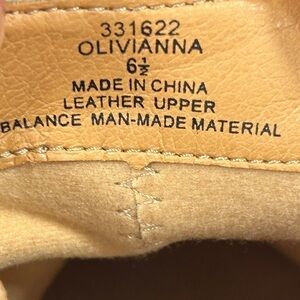 331622
OLIVIANNA
6½
MADE IN CHINA
LEATHER UPPER
BALANCE MAN-MADE MATERIAL